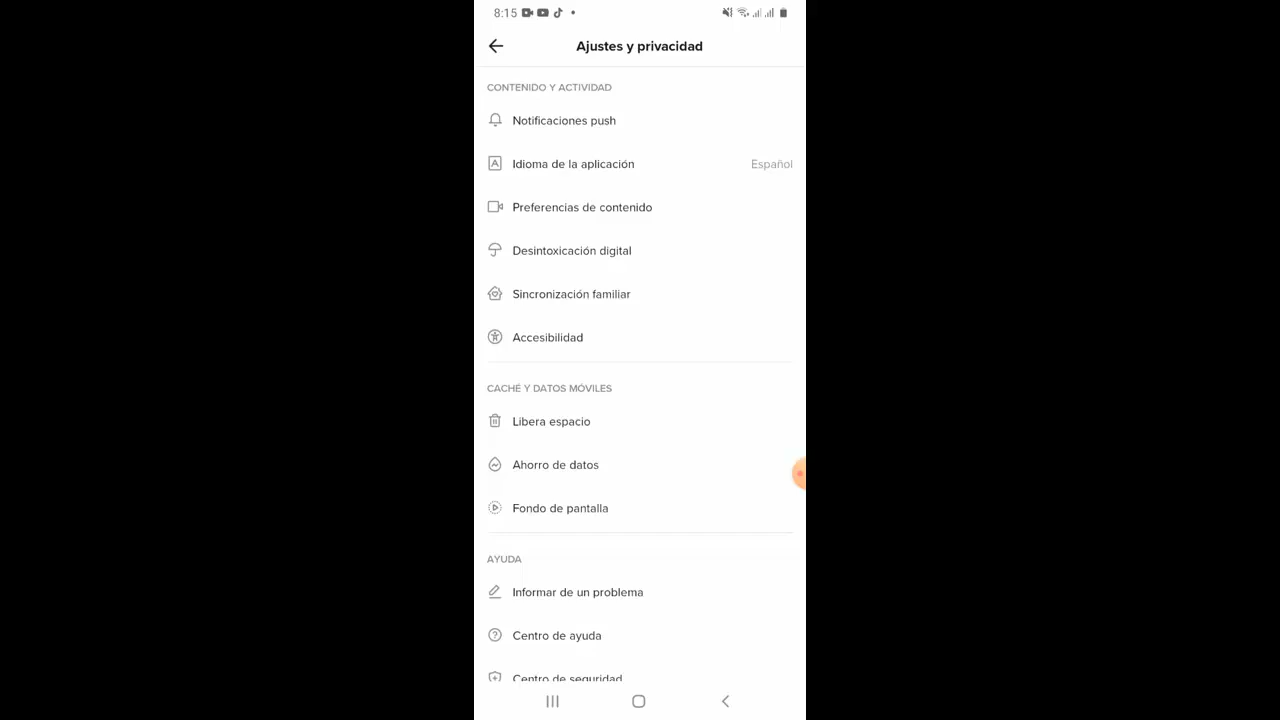 8:15
Ajustes y privacidad
CONTENIDO Y ACTIVIDAD
Notificaciones push
Idioma de la aplicación Español
Preferencias de contenido
Desintoxicación digital
Sincronización familiar
Accesibilidad
CACHÉ Y DATOS MÓVILES
Libera espacio
Ahorro de datos
Fondo de pantalla
AYUDA
Informar de un problema
Centro de ayuda
Centro de seguridad